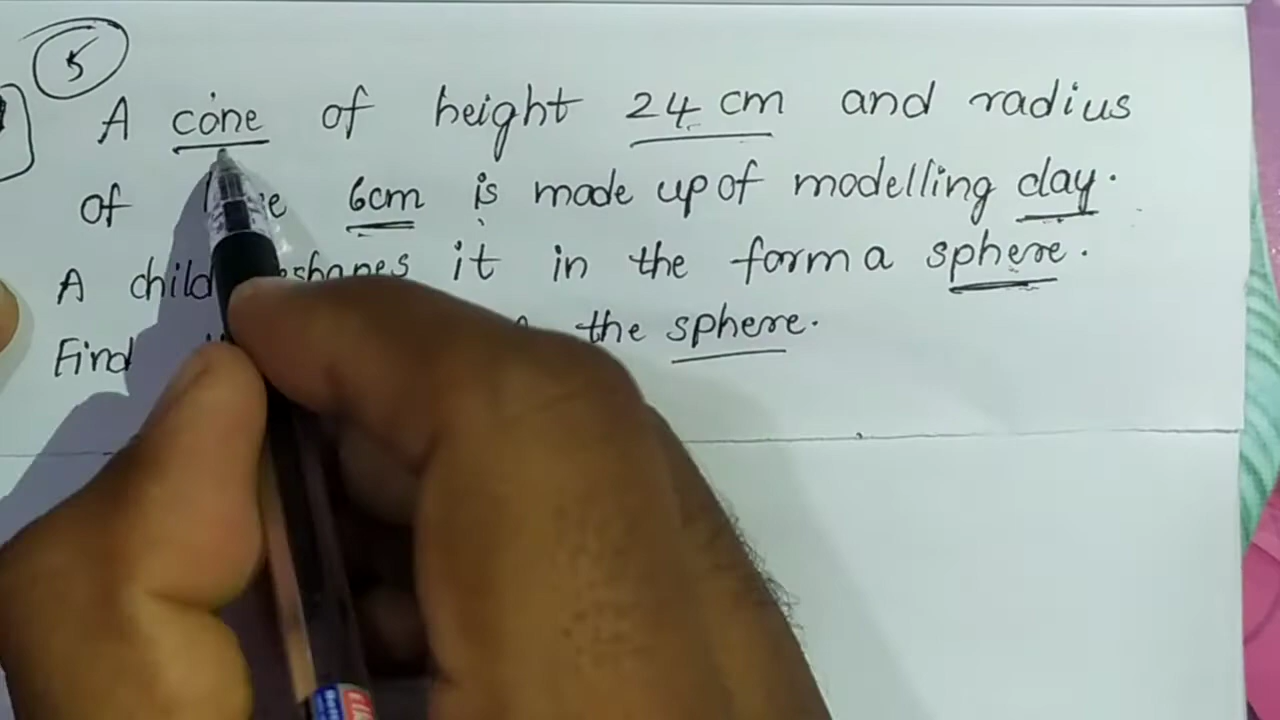 5
A cone of height 24 cm and radius
of 6cm is made up of modelling clay.
A child it in the form a sphere.
Find the sphere.